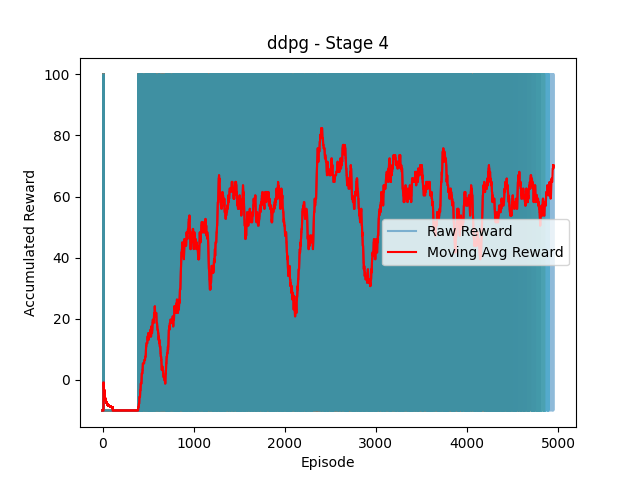 ddpg - Stage 4
Accumulated Reward
100
80
60
40
20
0
Raw Reward
Moving Avg Reward
0
1000
2000
3000
4000
5000
Episode